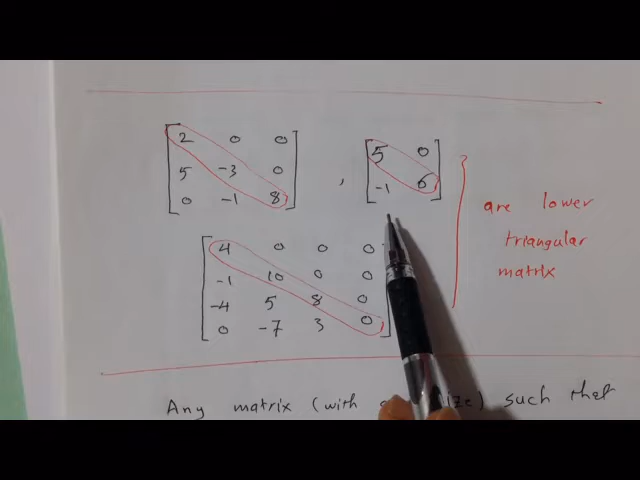 2 0 0
5 -3 0
0 -1 8
,
5 0
-1 6
4 0 0 0
-1 10 0 0
-4 5 8 0
0 -7 3 0
are lower
triangular
matrix
Any matrix (with such that